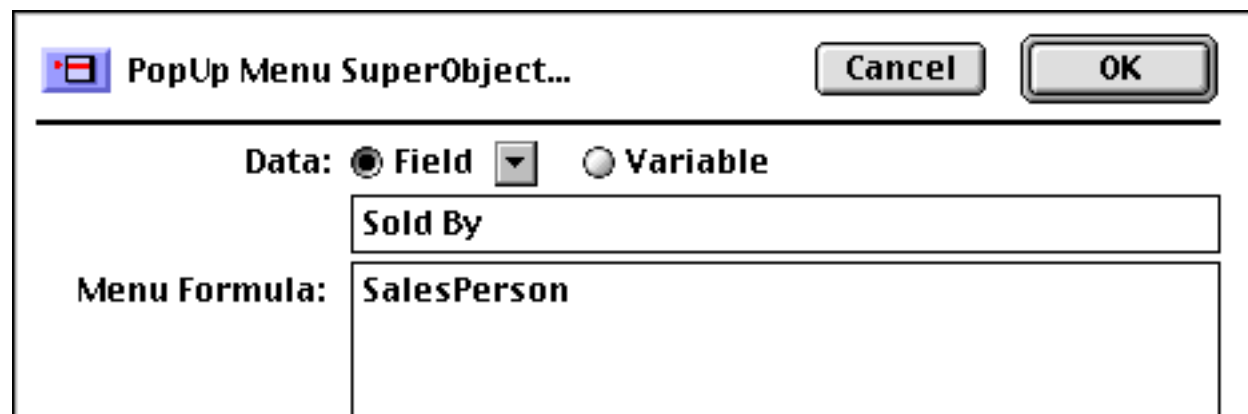 PopUp Menu SuperObject... Cancel OK
Data: Field Variable
Sold By
Menu Formula: SalesPerson